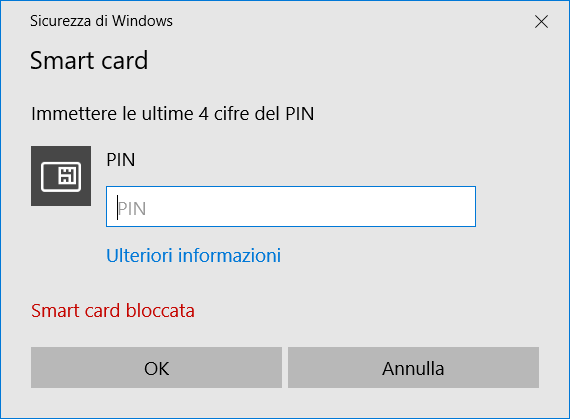 Sicurezza di Windows
Smart card
Immettere le ultime 4 cifre del PIN
PIN
PIN
Ulteriori informazioni
Smart card bloccata
OK
Annulla